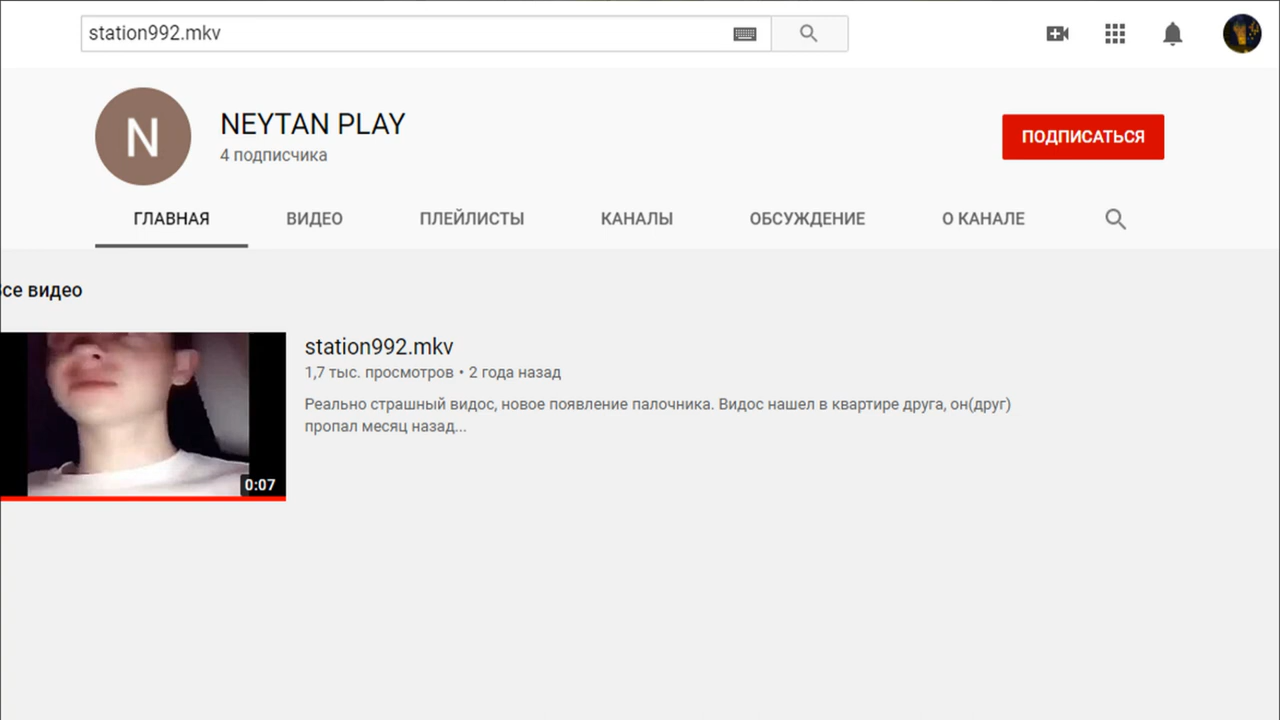 station992.mkv
N
NEYTAN PLAY
4 подписчика
ПОДПИСАТЬСЯ
ГЛАВНАЯ ВИДЕО ПЛЕЙЛИСТЫ КАНАЛЫ ОБСУЖДЕНИЕ О КАНАЛЕ
Все видео
station992.mkv
1,7 тыс. просмотров • 2 года назад
Реально страшный видос, новое появление палочника. Видос нашел в квартире друга, он(друг)
пропал месяц назад...
0:07